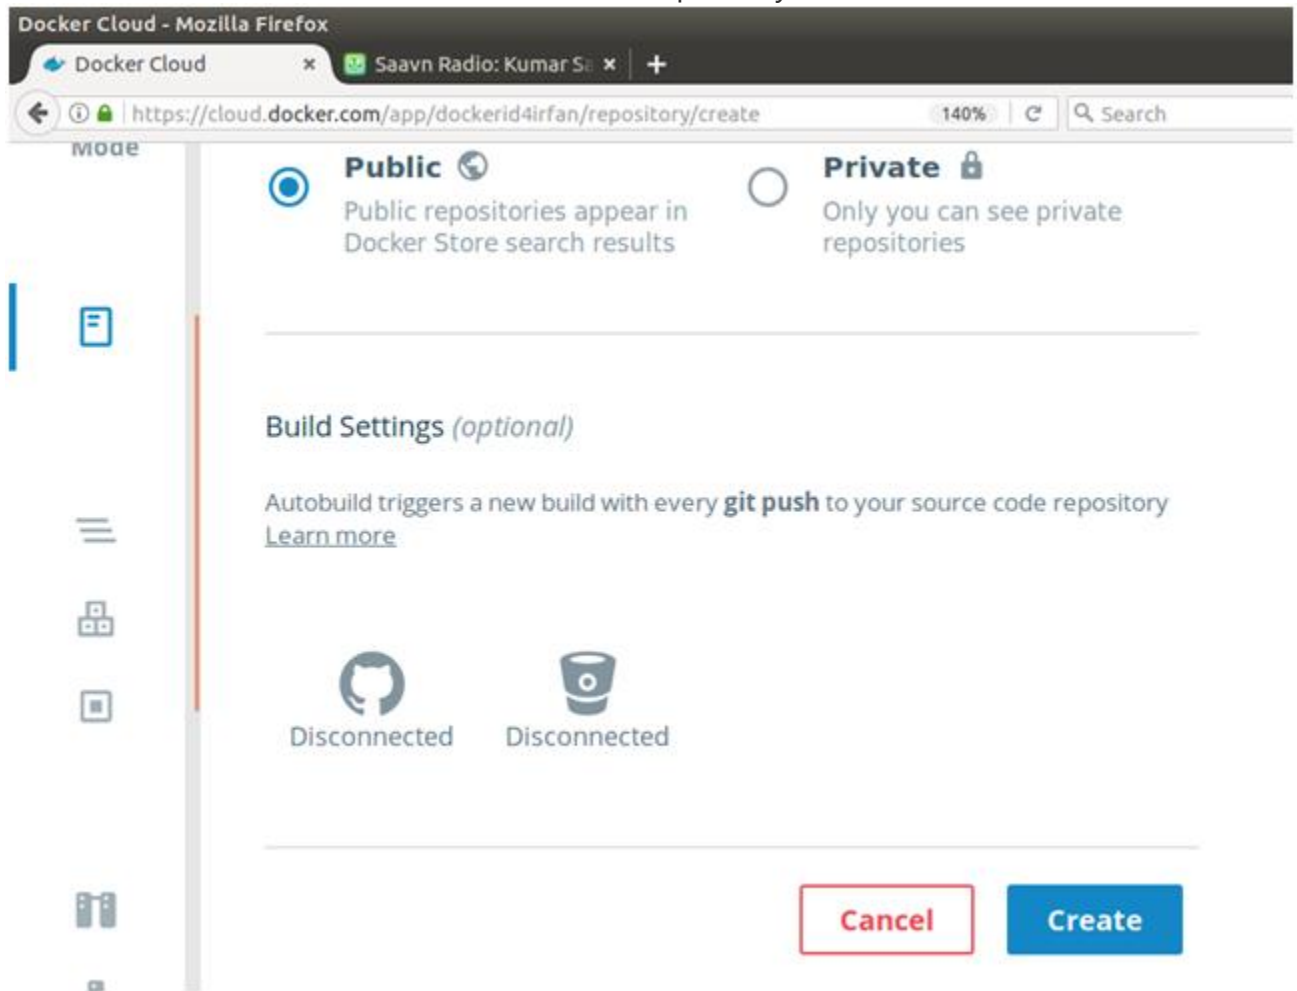 Docker Cloud - Mozilla Firefox
Docker Cloud × Saavn Radio: Kumar Sa × +
https://cloud.docker.com/app/dockerid4irfan/repository/create 140% Search
Mode
Public
Private
Public repositories appear in
Docker Store search results
Only you can see private
repositories
Build Settings (optional)
Autobuild triggers a new build with every git push to your source code repository
Learn more
Disconnected Disconnected
Cancel Create